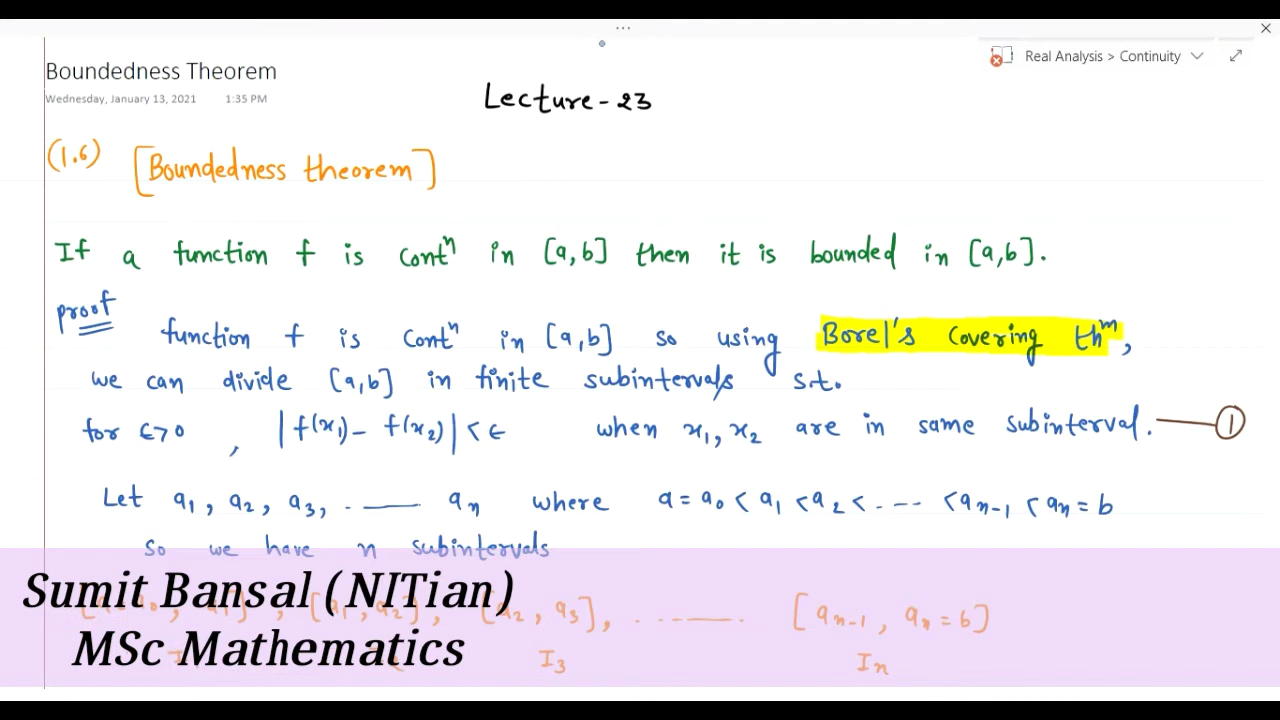 Real Analysis > Continuity
Boundedness Theorem
Wednesday, January 13, 2021 1:35 PM
Lecture-23
(1.6) [Boundedness theorem]
If a function f is contⁿ in [a,b] then it is bounded in [a,b].
proof
function f is contⁿ in [a,b] so using Borel's Covering thᵐ,
we can divide [a,b] in finite subintervals s.t.
for ϵ>0, |f(x₁)- f(x₂)|<ϵ when x₁, x₂ are in same subinterval. ①
Let a₁, a₂, a₃, ...... aₙ where a = a₀ < a₁ < a₂ < ..... < aₙ₋₁ < aₙ = b
so we have n subintervals
Sumit Bansal (NITian)
[a₁, a₂], [a₂, a₃], ....... [aₙ₋₁, aₙ = b]
MSc Mathematics
I₃ Iₙ